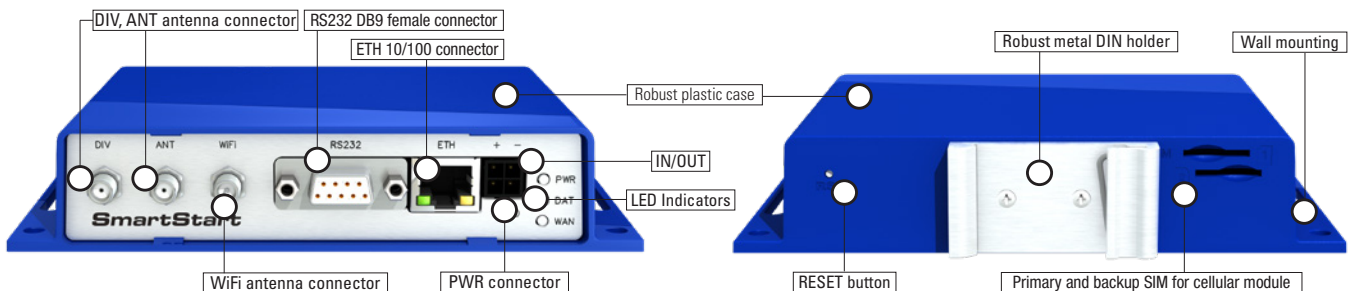 DIV, ANT antenna connector
RS232 DB9 female connector
ETH 10/100 connector
Robust metal DIN holder
Wall mounting
Robust plastic case
DIV
ANT
WiFi
RS232
ETH
+ −
IN/OUT
PWR
DAT
WAN
LED Indicators
SmartStart
WiFi antenna connector
PWR connector
RESET button
Primary and backup SIM for cellular module